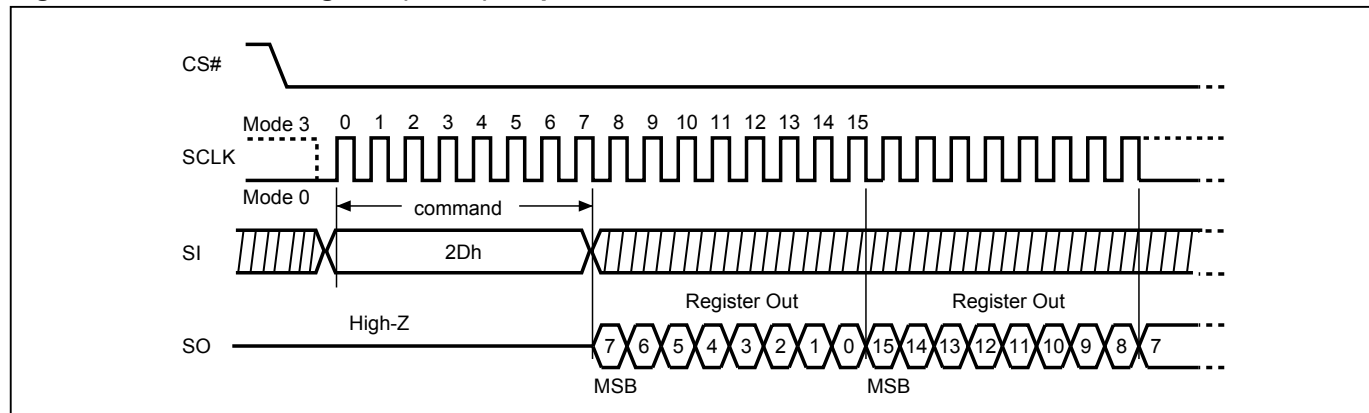 CS#
Mode 3 0 1 2 3 4 5 6 7 8 9 10 11 12 13 14 15
SCLK
Mode 0
command
SI 2Dh
Register Out Register Out
High-Z
SO 7 6 5 4 3 2 1 0 15 14 13 12 11 10 9 8 7
MSB MSB